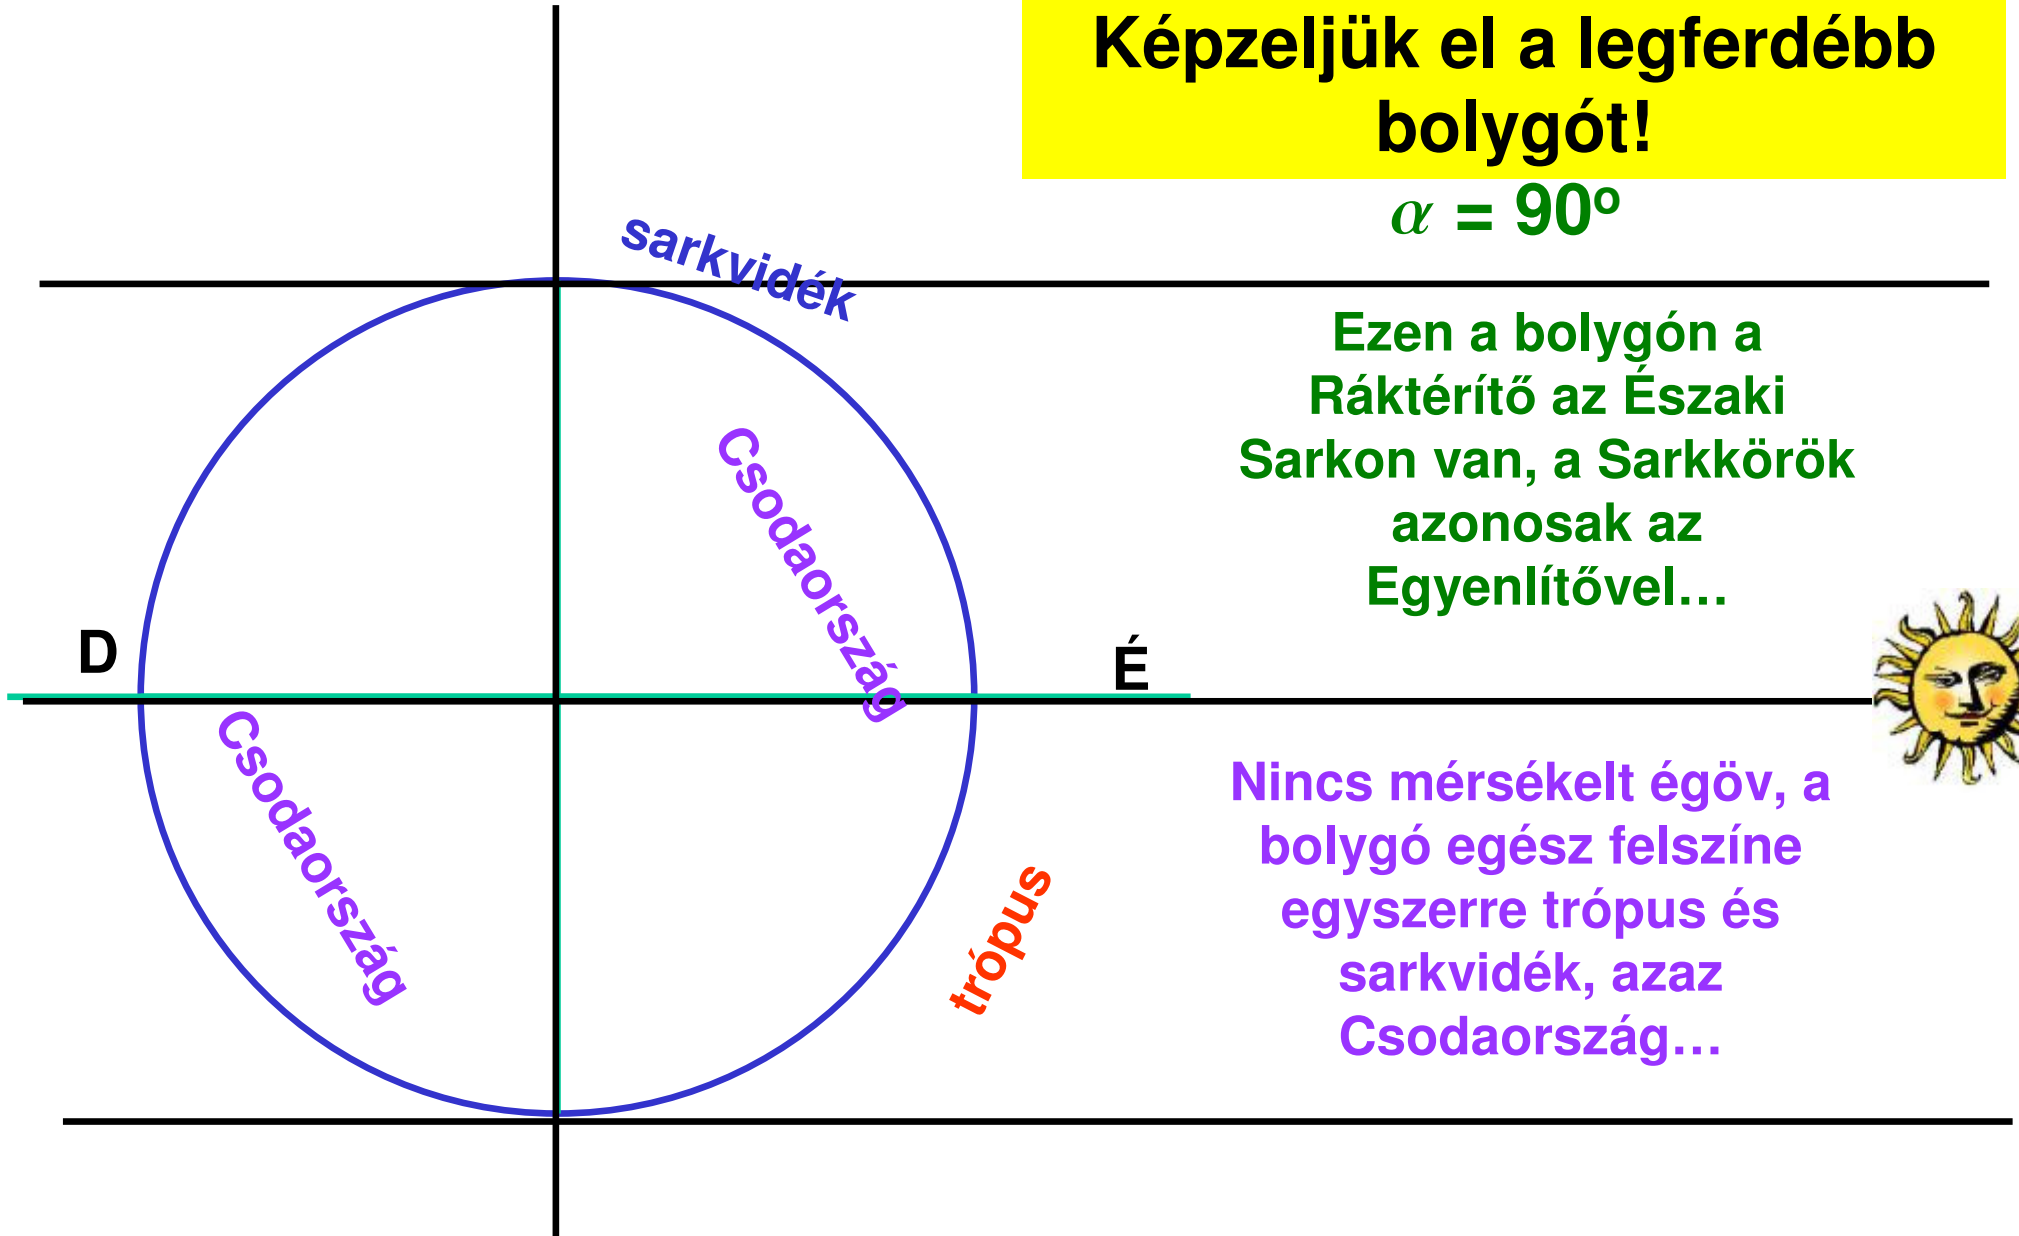 Képzeljük el a legferdébb
bolygót!
α = 90º
sarkvidék
Ezen a bolygón a
Ráktérítő az Északi
Sarkon van, a Sarkkörök
azonosak az
Egyenlítővel…
Csodaország
D
É
Csodaország
Nincs mérsékelt égöv, a
bolygó egész felszíne
egyszerre trópus és
sarkvidék, azaz
Csodaország…
trópus